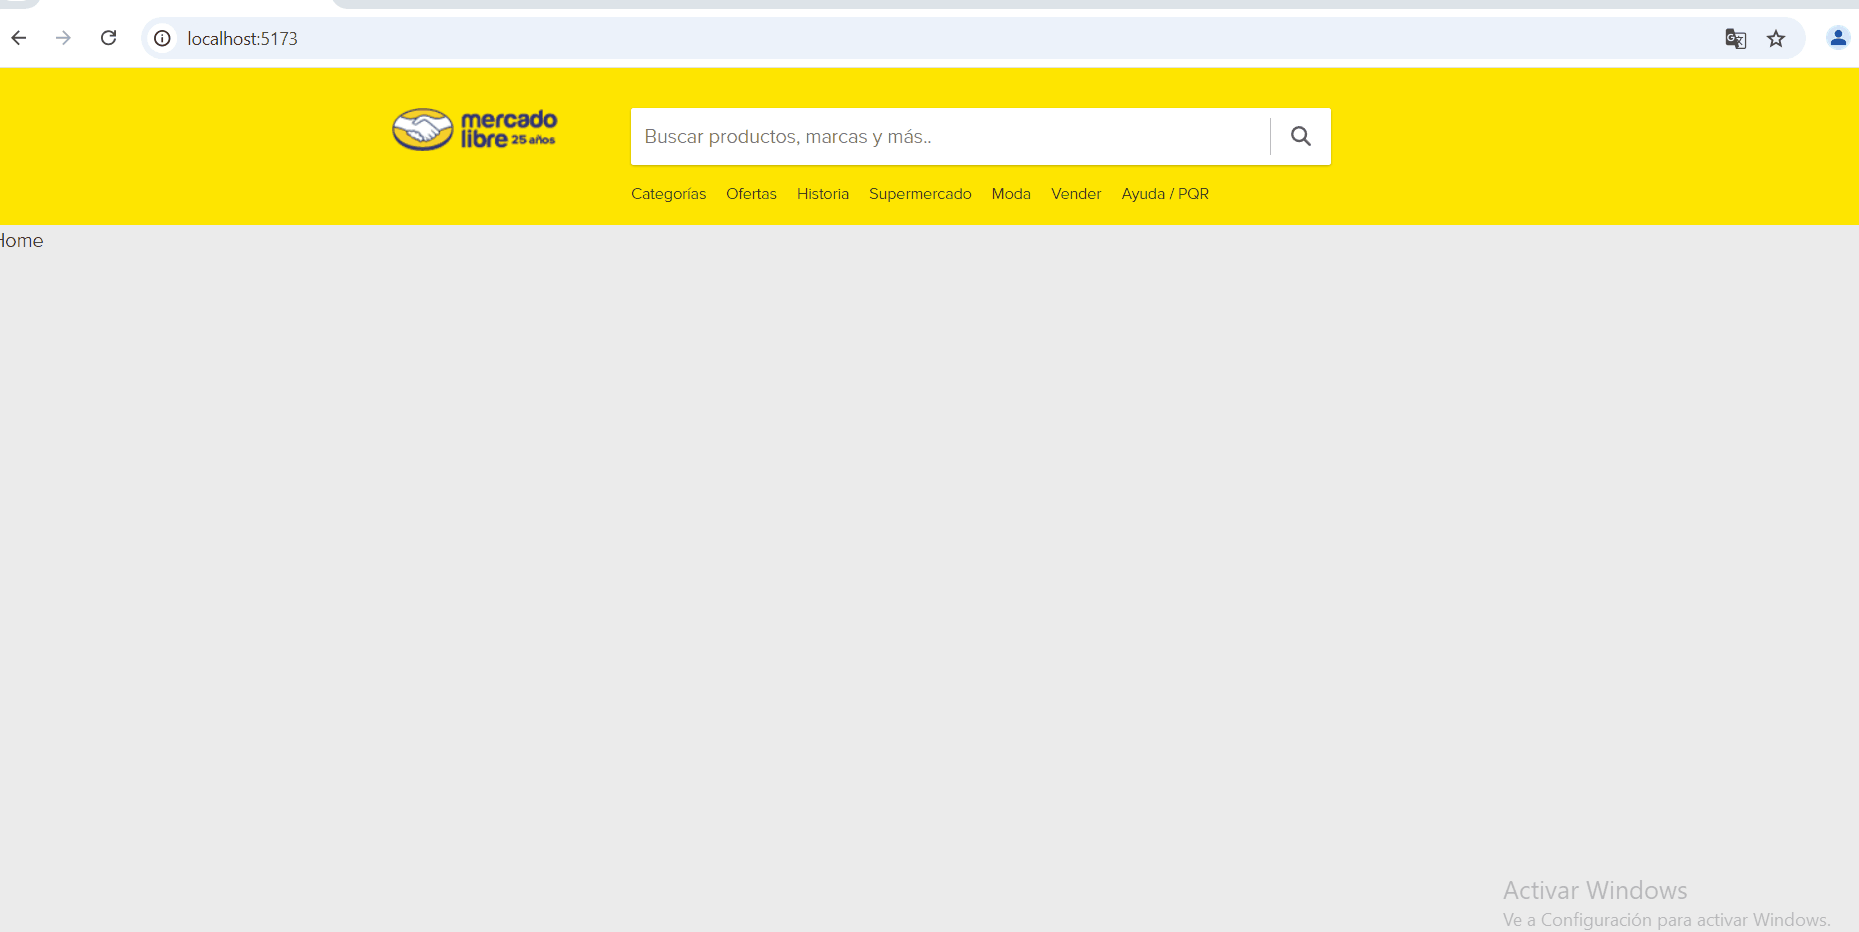 localhost:5173
mercado
libre 25 años
Buscar productos, marcas y más..
Categorías Ofertas Historia Supermercado Moda Vender Ayuda / PQR
Home
Activar Windows
Ve a Configuración para activar Windows.